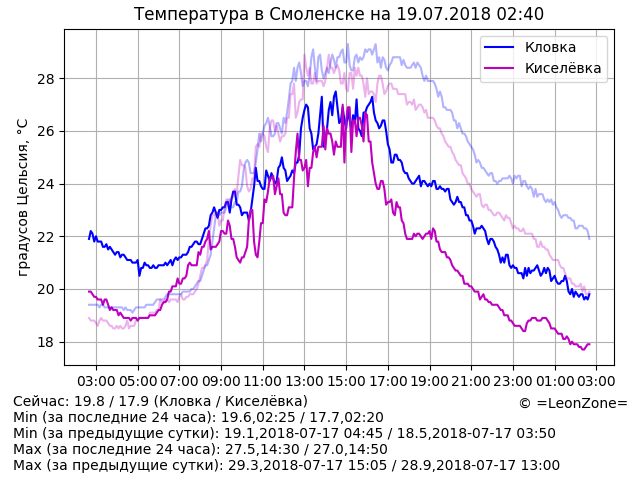 Температура в Смоленске на 19.07.2018 02:40
градусов Цельсия, °C
28
26
24
22
20
18
Кловка
Киселёвка
03:00 05:00 07:00 09:00 11:00 13:00 15:00 17:00 19:00 21:00 23:00 01:00 03:00
Сейчас: 19.8 / 17.9 (Кловка / Киселёвка)
© =LeonZone=
Min (за последние 24 часа): 19.6,02:25 / 17.7,02:20
Min (за предыдущие сутки): 19.1,2018-07-17 04:45 / 18.5,2018-07-17 03:50
Max (за последние 24 часа): 27.5,14:30 / 27.0,14:50
Max (за предыдущие сутки): 29.3,2018-07-17 15:05 / 28.9,2018-07-17 13:00